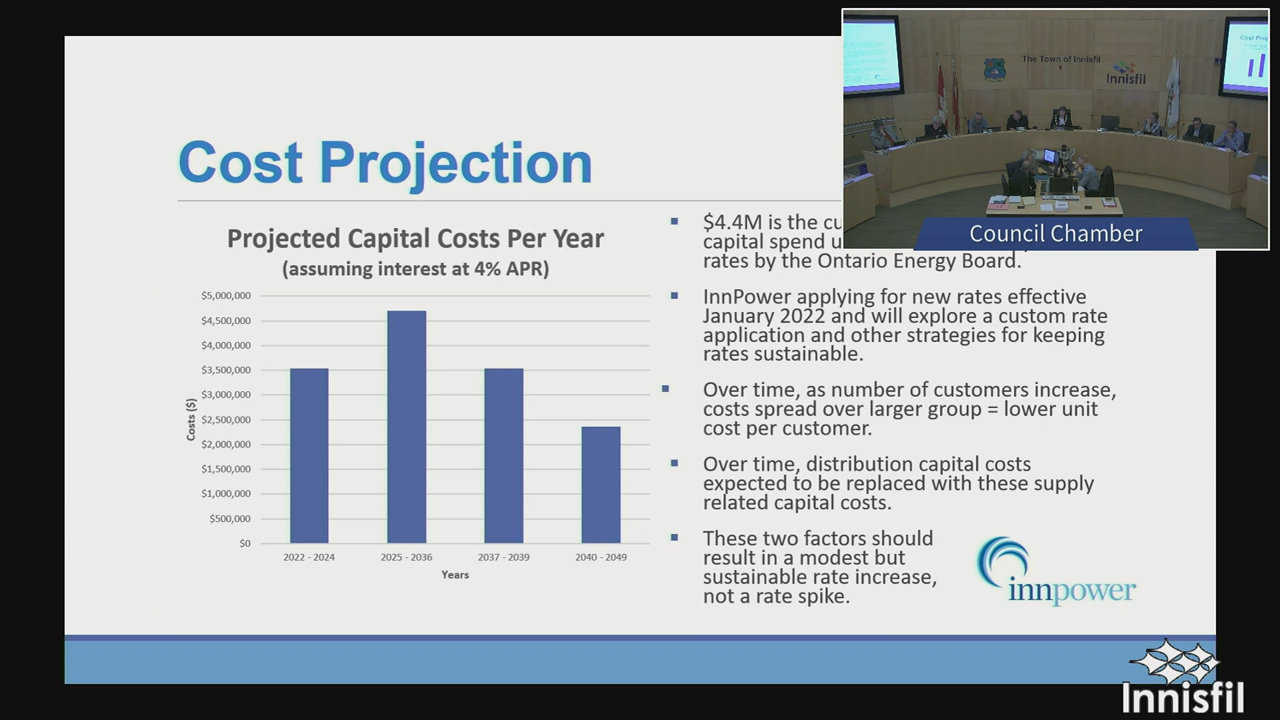 Cost Projection
Projected Capital Costs Per Year
(assuming interest at 4% APR)
$5,000,000
$4,500,000
$4,000,000
$3,500,000
$3,000,000
$2,500,000
$2,000,000
$1,500,000
$1,000,000
$500,000
$0
Costs ($)
2022 - 2024
2025 - 2036
2037 - 2039
2040 - 2049
Years
$4.4M is the
capital spend
rates by the Ontario Energy Board.
InnPower applying for new rates effective
January 2022 and will explore a custom rate
application and other strategies for keeping
rates sustainable.
Over time, as number of customers increase,
costs spread over larger group = lower unit
cost per customer.
Over time, distribution capital costs
expected to be replaced with these supply
related capital costs.
These two factors should
result in a modest but
sustainable rate increase,
not a rate spike.
innpower
The Town of Innisfil
Innisfil
Cost
Council Chamber
Innisfil